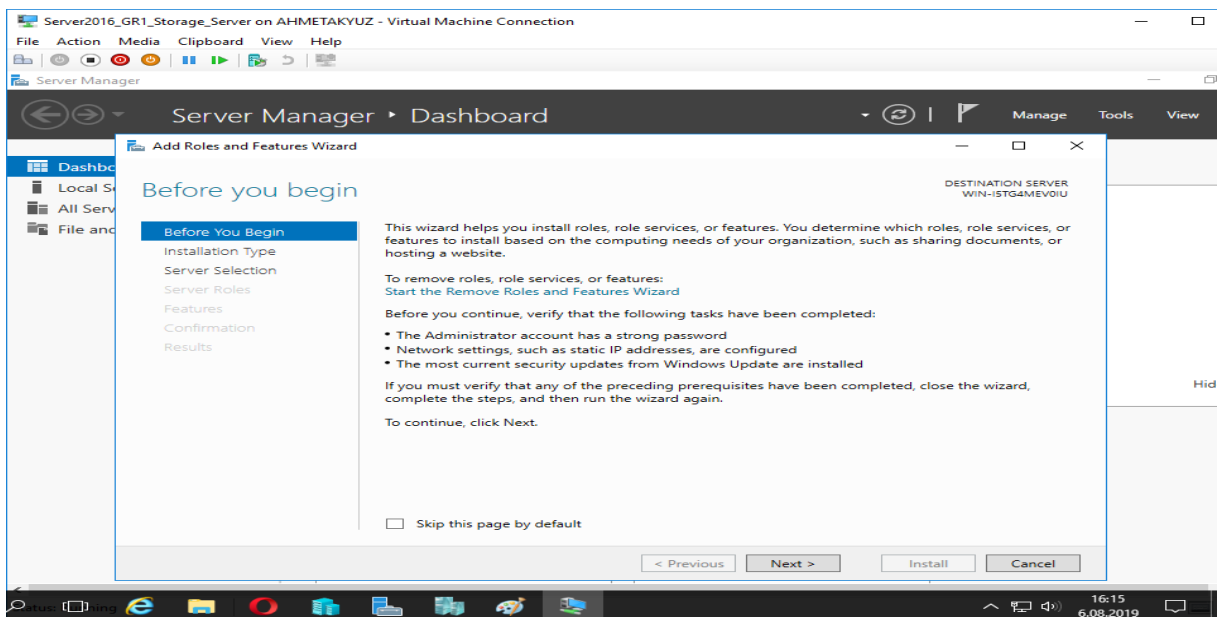 Server2016_GR1_Storage_Server on AHMETAKYUZ - Virtual Machine Connection
File Action Media Clipboard View Help
Server Manager
Server Manager • Dashboard
Manage Tools View
Add Roles and Features Wizard
Dashbo
Local Se
All Serv
File and
Before you begin
DESTINATION SERVER
WIN-I5TG4MEV0IU
Before You Begin
Installation Type
Server Selection
Server Roles
Features
Confirmation
Results
This wizard helps you install roles, role services, or features. You determine which roles, role services, or
features to install based on the computing needs of your organization, such as sharing documents, or
hosting a website.
To remove roles, role services, or features:
Start the Remove Roles and Features Wizard
Before you continue, verify that the following tasks have been completed:
• The Administrator account has a strong password
• Network settings, such as static IP addresses, are configured
• The most current security updates from Windows Update are installed
If you must verify that any of the preceding prerequisites have been completed, close the wizard,
complete the steps, and then run the wizard again.
To continue, click Next.
Hid
Skip this page by default
< Previous Next > Install Cancel
16:15
6.08.2019